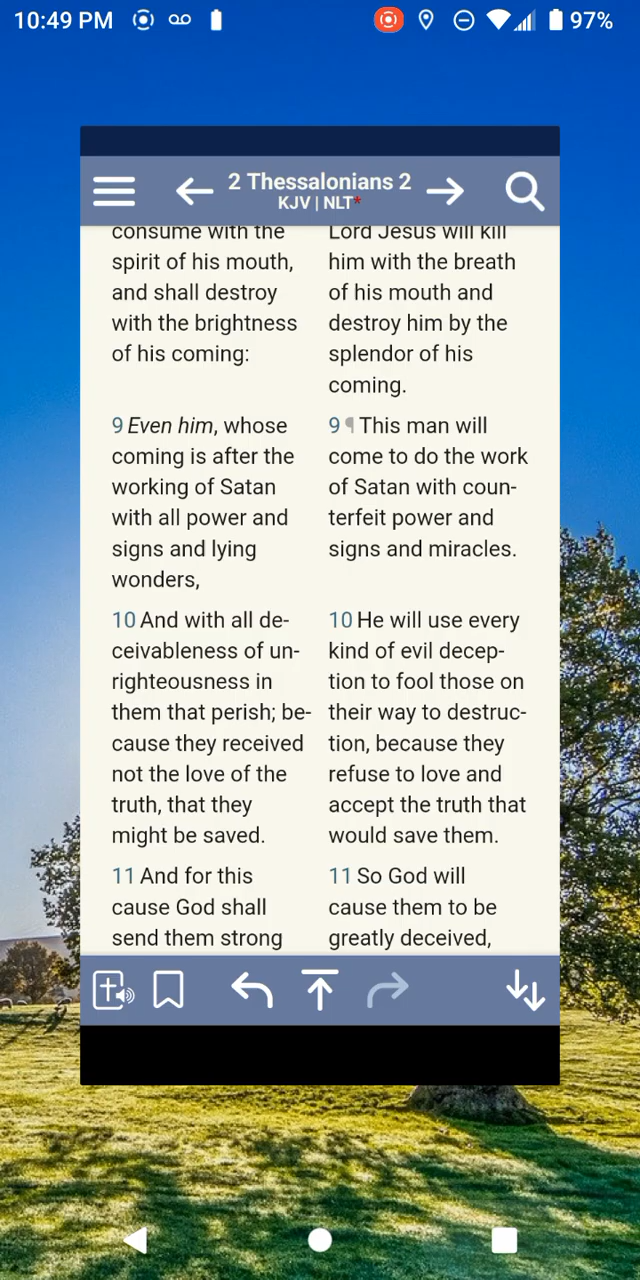 10:49 PM
97%
2 Thessalonians 2
KJV | NLT*
consume with the
spirit of his mouth,
and shall destroy
with the brightness
of his coming:
9 Even him, whose
coming is after the
working of Satan
with all power and
signs and lying
wonders,
10 And with all de-
ceivableness of un-
righteousness in
them that perish; be-
cause they received
not the love of the
truth, that they
might be saved.
11 And for this
cause God shall
send them strong
Lord Jesus will kill
him with the breath
of his mouth and
destroy him by the
splendor of his
coming.
9 ¶ This man will
come to do the work
of Satan with coun-
terfeit power and
signs and miracles.
10 He will use every
kind of evil decep-
tion to fool those on
their way to destruc-
tion, because they
refuse to love and
accept the truth that
would save them.
11 So God will
cause them to be
greatly deceived,